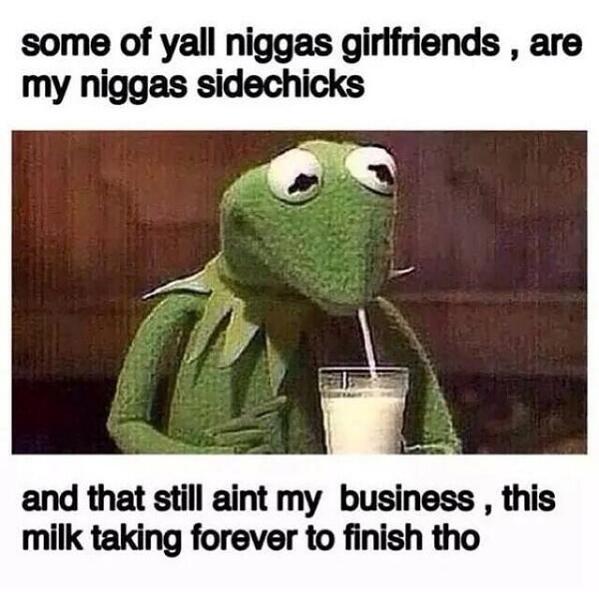 some of yall niggas girlfriends , are
my niggas sidechicks
and that still aint my business , this
milk taking forever to finish tho